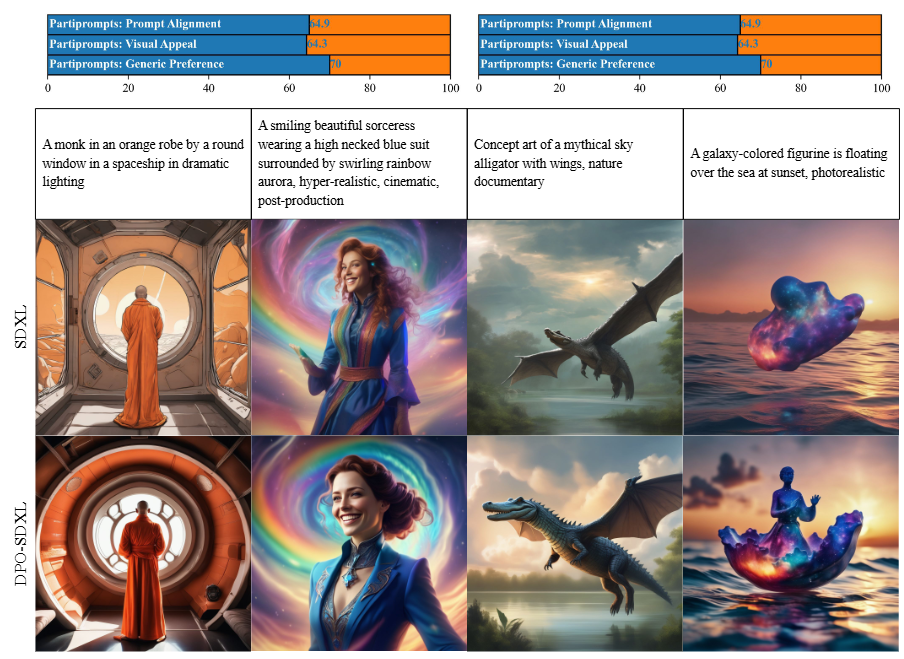 Partiprompts: Prompt Alignment 64.9
Partiprompts: Visual Appeal 64.3
Partiprompts: Generic Preference 70
0 20 40 60 80 100
Partiprompts: Prompt Alignment 64.9
Partiprompts: Visual Appeal 64.3
Partiprompts: Generic Preference 70
0 20 40 60 80 100
A monk in an orange robe by a round
window in a spaceship in dramatic
lighting
A smiling beautiful sorceress
wearing a high necked blue suit
surrounded by swirling rainbow
aurora, hyper-realistic, cinematic,
post-production
Concept art of a mythical sky
alligator with wings, nature
documentary
A galaxy-colored figurine is floating
over the sea at sunset, photorealistic
SDXL
DPO-SDXL